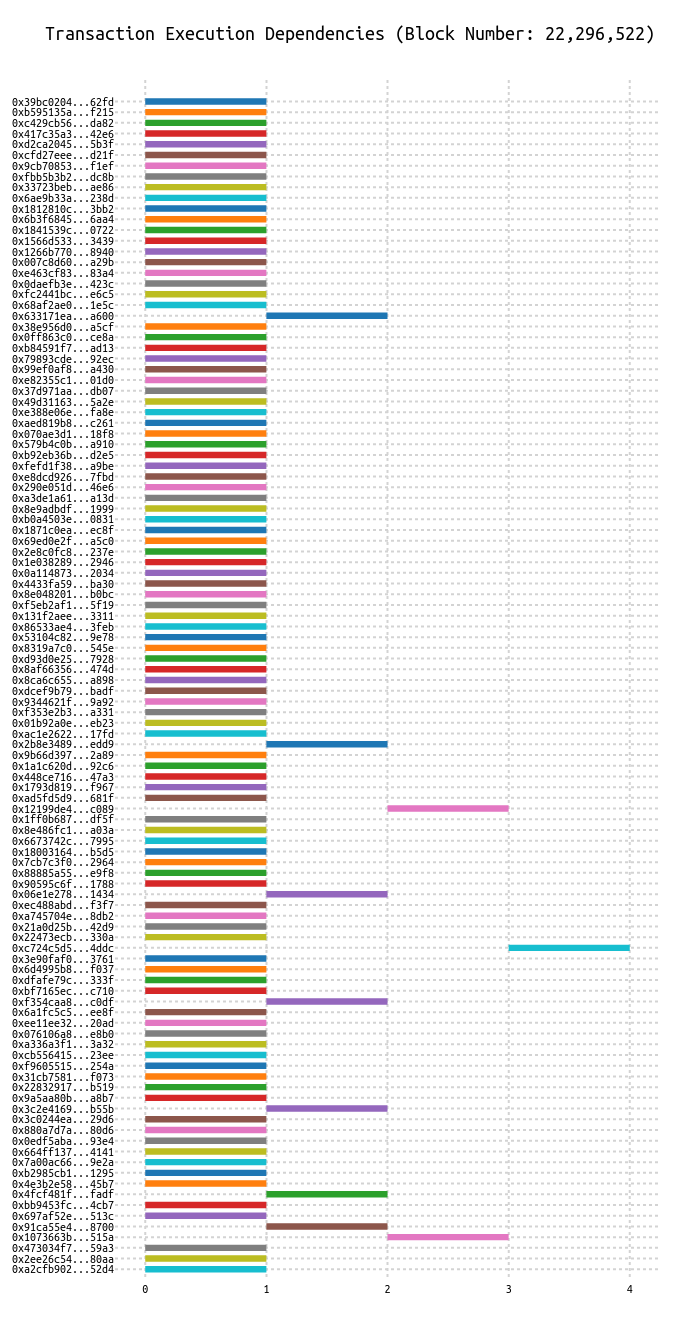 Transaction Execution Dependencies (Block Number: 22,296,522)
0x39bc0204...62fd
0xb595135a...f215
0xc429cb56...da82
0x417c35a3...42e6
0xd2ca2045...5b3f
0xcfd27eee...d21f
0x9cb70853...f1ef
0xfbb5b3b2...dc8b
0x33723beb...ae86
0x6ae9b33a...238d
0x1812810c...3bb2
0x6b3f6845...6aa4
0x1841539c...0722
0x1566d533...3439
0x1266b770...8940
0x007c8d60...a29b
0xe463cf83...83a4
0x0daefb3e...423c
0xfc2441bc...e6c5
0x68af2ae0...1e5c
0x633171ea...a600
0x38e956d0...a5cf
0x0ff863c0...ce8a
0xb84591f7...ad13
0x79893cde...92ec
0x99ef0af8...a430
0xe82355c1...01d0
0x37d971aa...db07
0x49d31163...5a2e
0xe388e06e...fa8e
0xaed819b8...c261
0x070ae3d1...18f8
0x579b4c0b...a910
0xb92eb36b...d2e5
0xfefd1f38...a9be
0xe8dcd926...7fbd
0x290e051d...46e6
0xa3de1a61...a13d
0x8e9adbdf...1999
0xb0a4503e...0831
0x1871c0ea...ec8f
0x69ed0e2f...a5c0
0x2e8c0fc8...237e
0x1e038289...2946
0x0a114873...2034
0x4433fa59...ba30
0x8e048201...b0bc
0xf5eb2af1...5f19
0x131f2aee...3311
0x86533ae4...3feb
0x53104c82...9e78
0x8319a7c0...545e
0xd93d0e25...7928
0x8af66356...474d
0x8ca6c655...a898
0xdcef9b79...badf
0x9344621f...9a92
0xf353e2b3...a331
0x01b92a0e...eb23
0xac1e2622...17fd
0x2b8e3489...edd9
0x9b66d397...2a89
0x1a1c620d...92c6
0x448ce716...47a3
0x1793d819...f967
0xad5fd5d9...681f
0x12199de4...c089
0x1ff0b687...df5f
0x8e486fc1...a03a
0x6673742c...7995
0x18003164...b5d5
0x7cb7c3f0...2964
0x88885a55...e9f8
0x90595c6f...1788
0x06e1e278...1434
0xec488abd...f3f7
0xa745704e...8db2
0x21a0d25b...42d9
0x22473ecb...330a
0xc724c5d5...4ddc
0x3e90faf0...3761
0x6d4995b8...f037
0xdfafe79c...333f
0xbf7165ec...c710
0xf354caa8...c0df
0x6a1fc5c5...ee8f
0xee11ee32...20ad
0x076106a8...e8b0
0xa336a3f1...3a32
0xcb556415...23ee
0xf9605515...254a
0x31cb7581...f073
0x22832917...b519
0x9a5aa80b...a8b7
0x3c2e4169...b55b
0x3c0244ea...29d6
0x880a7d7a...80d6
0x0edf5aba...93e4
0x664ff137...4141
0x7a00ac66...9e2a
0xb2985cb1...1295
0x4e3b2e58...45b7
0x4fcf481f...fadf
0xbb9453fc...4cb7
0x697af52e...513c
0x91ca55e4...8700
0x1073663b...515a
0x473034f7...59a3
0x2ee26c54...80aa
0xa2cfb902...52d4
0 1 2 3 4